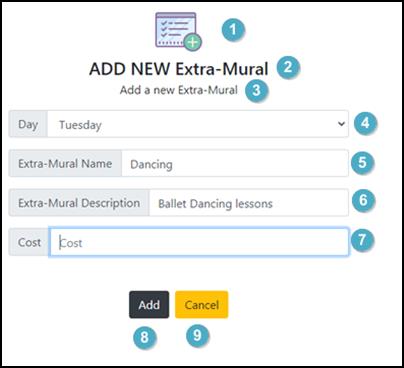 1
ADD NEW Extra-Mural 2
Add a new Extra-Mural 3
Day Tuesday 4
Extra-Mural Name Dancing 5
Extra-Mural Description Ballet Dancing lessons 6
Cost Cost 7
Add Cancel
8 9